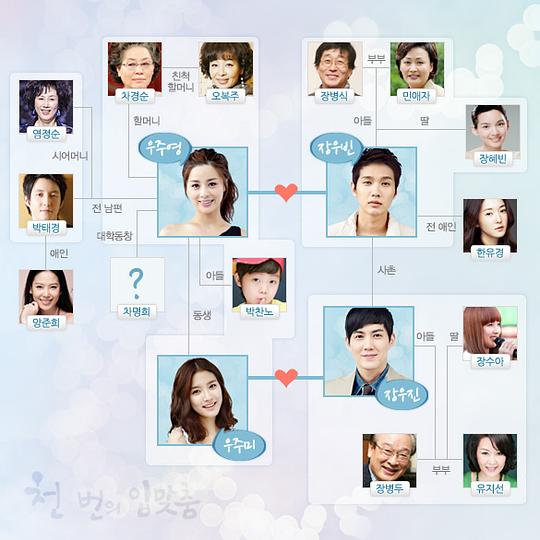 차경순
친척
할머니
오복주
장병식
부부
민애자
염정순
할머니
아들
딸
우주영
장우빈
장혜빈
시어머니
박태경
전 남편
전 애인
한유경
대학동창
애인
?
아들
사촌
양준희
차명희
박찬노
동생
아들
딸
장수아
장우진
우주미
부부
장병두
유지선
천 번의 입맞춤